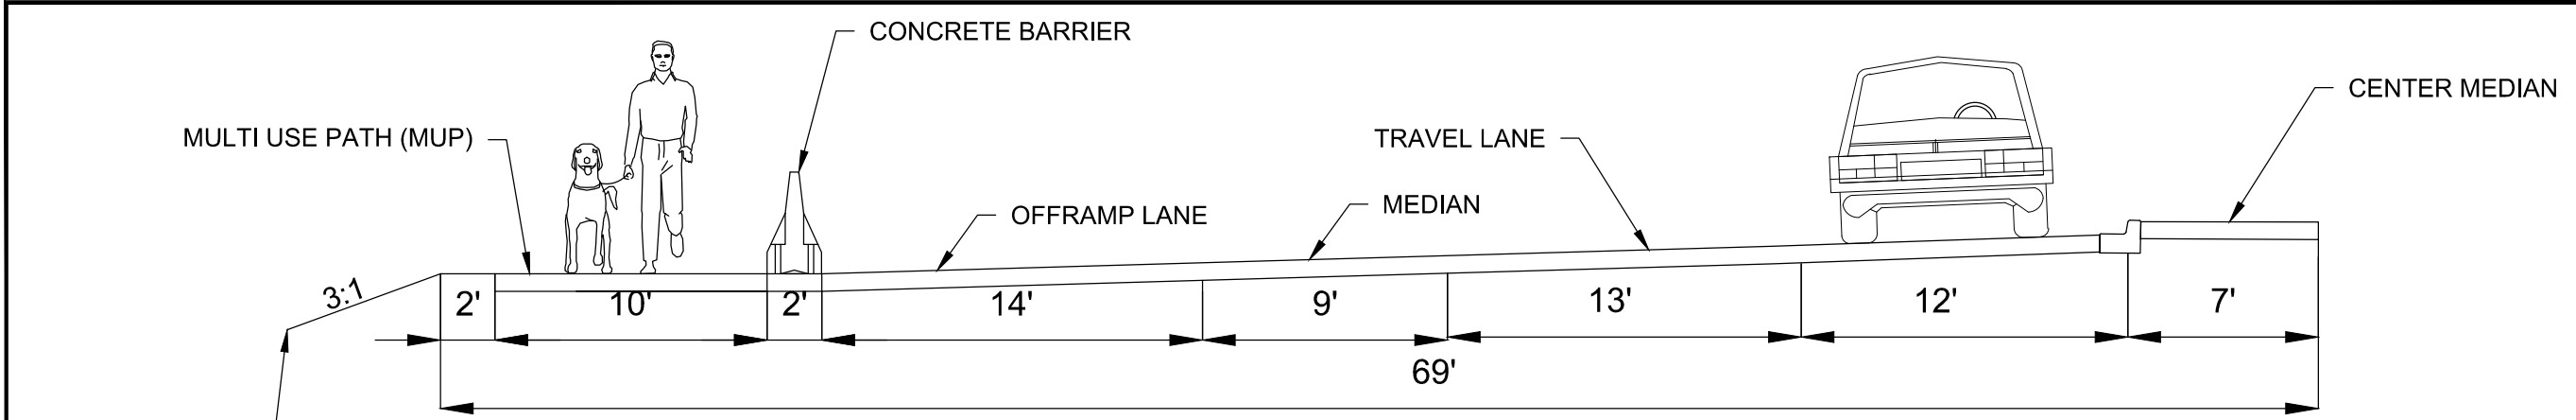 CONCRETE BARRIER
CENTER MEDIAN
MULTI USE PATH (MUP)
TRAVEL LANE
MEDIAN
OFFRAMP LANE
3:1
2' 10' 2' 14' 9' 13' 12' 7'
69'